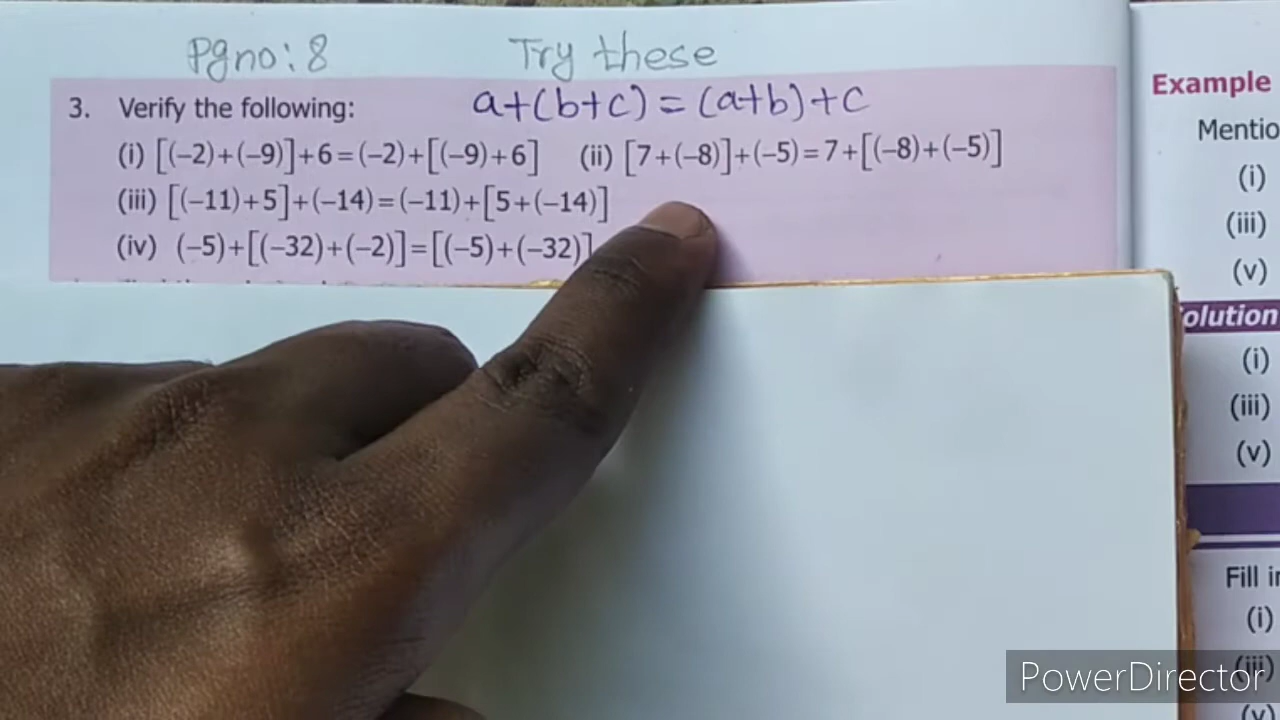 Pgno: 8 Try these
3. Verify the following: a+(b+c) = (a+b)+c
(i) [(−2)+(−9)]+6=(−2)+[(−9)+6] (ii) [7+(−8)]+(−5)=7+[(−8)+(−5)]
(iii) [(−11)+5]+(−14)=(−11)+[5+(−14)]
(iv) (−5)+[(−32)+(−2)]=[(−5)+(−32)]
Example
(i)
(iii)
(v)
olution
(i)
(iii)
(v)
Fill
(i)
(iii)
(v)
PowerDirector